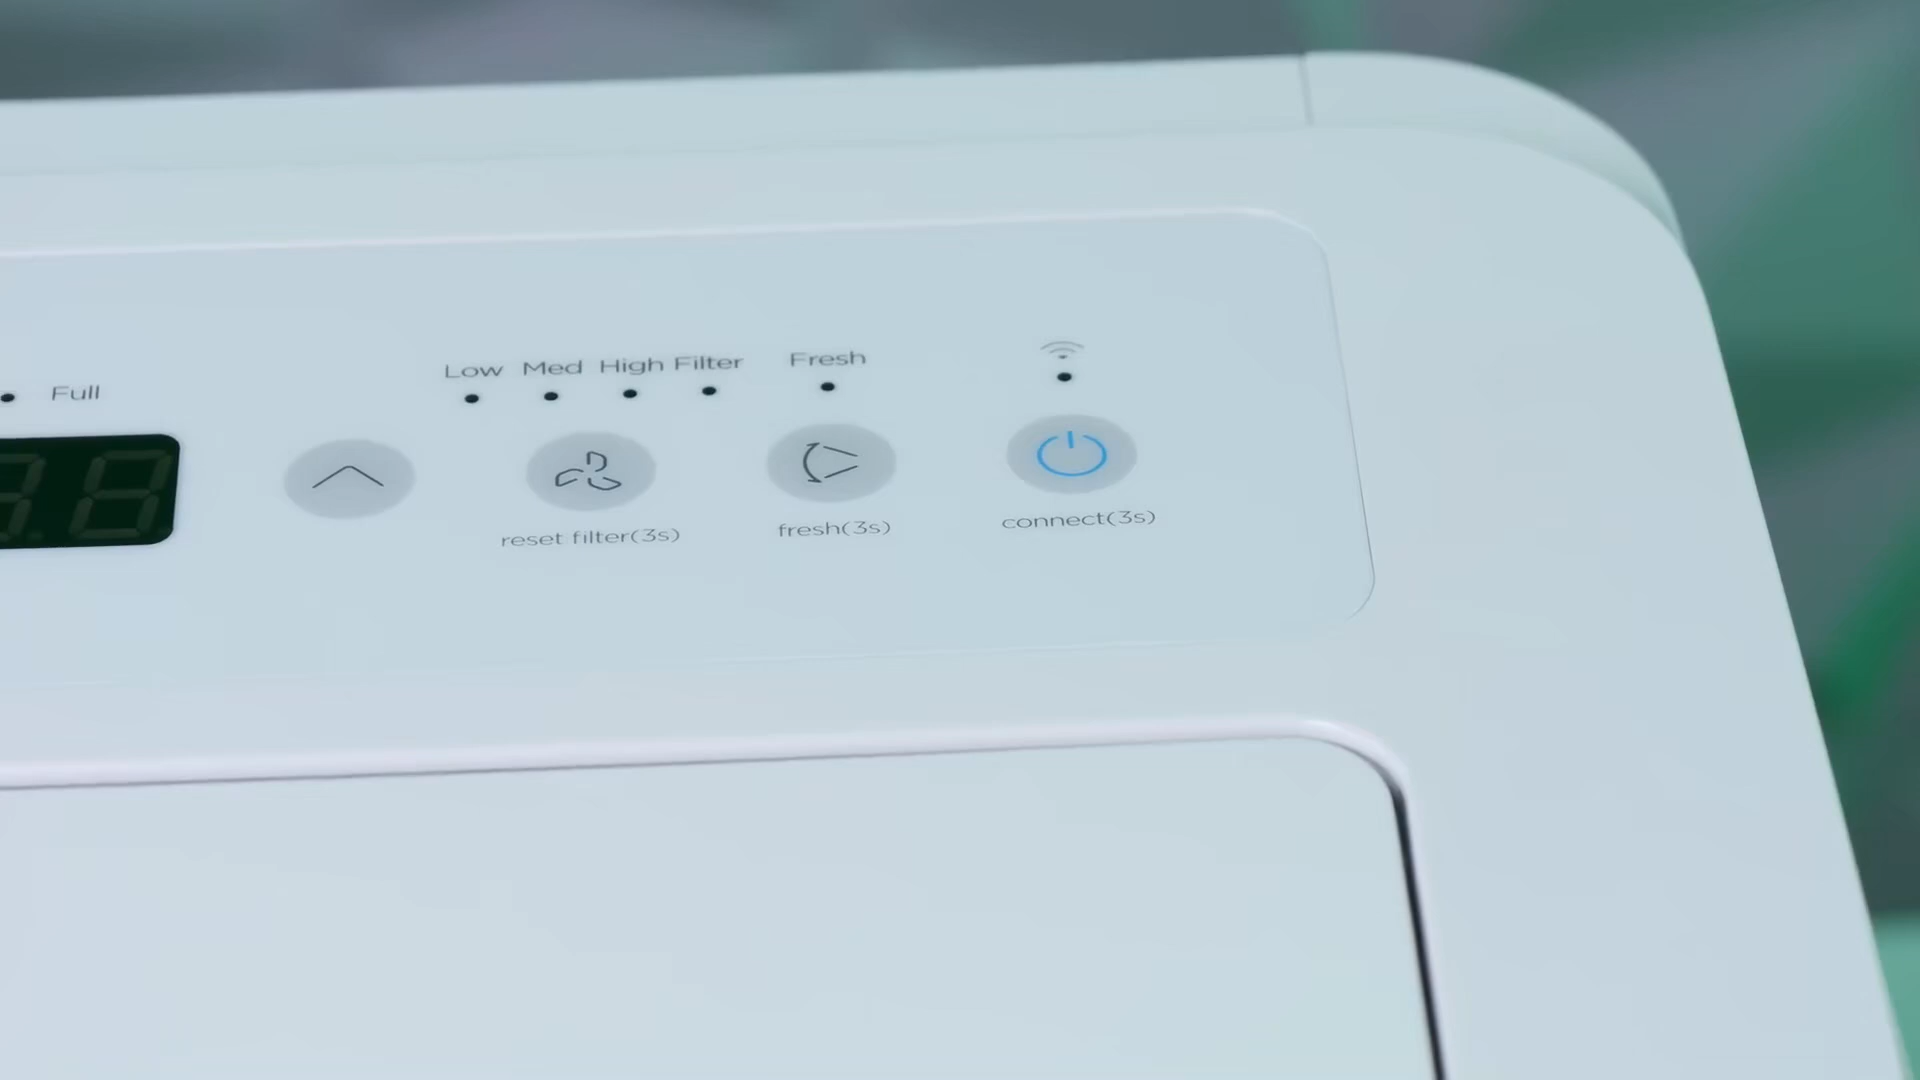 Full
Low Med High Filter Fresh
reset filter(3s) fresh(3s) connect(3s)